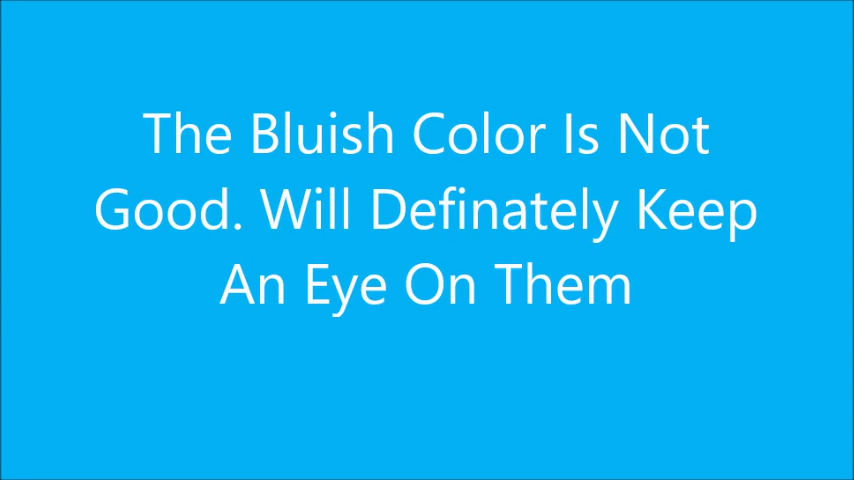 The Bluish Color Is Not
Good. Will Definately Keep
An Eye On Them